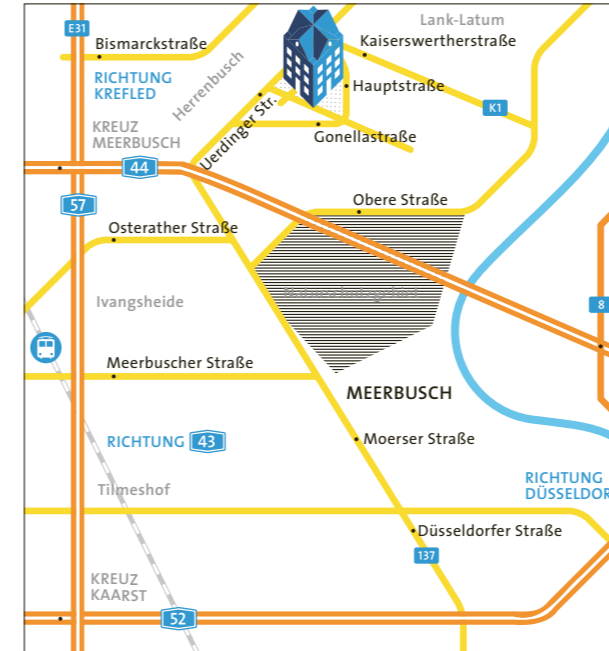 Lank-Latum
E31
Bismarckstraße
Kaiserswertherstraße
RICHTUNG
KREFLED
Herrenbusch
Hauptstraße
K1
Uerdinger Str.
KREUZ
MEERBUSCH
Gonellastraße
44
57
Obere Straße
Osterather Straße
Naturschutzgebiet
Ivangsheide
8
Meerbuscher Straße
MEERBUSCH
RICHTUNG 43
Moerser Straße
Tilmeshof
RICHTUNG
DÜSSELDOR
Düsseldorfer Straße
137
KREUZ
KAARST
52